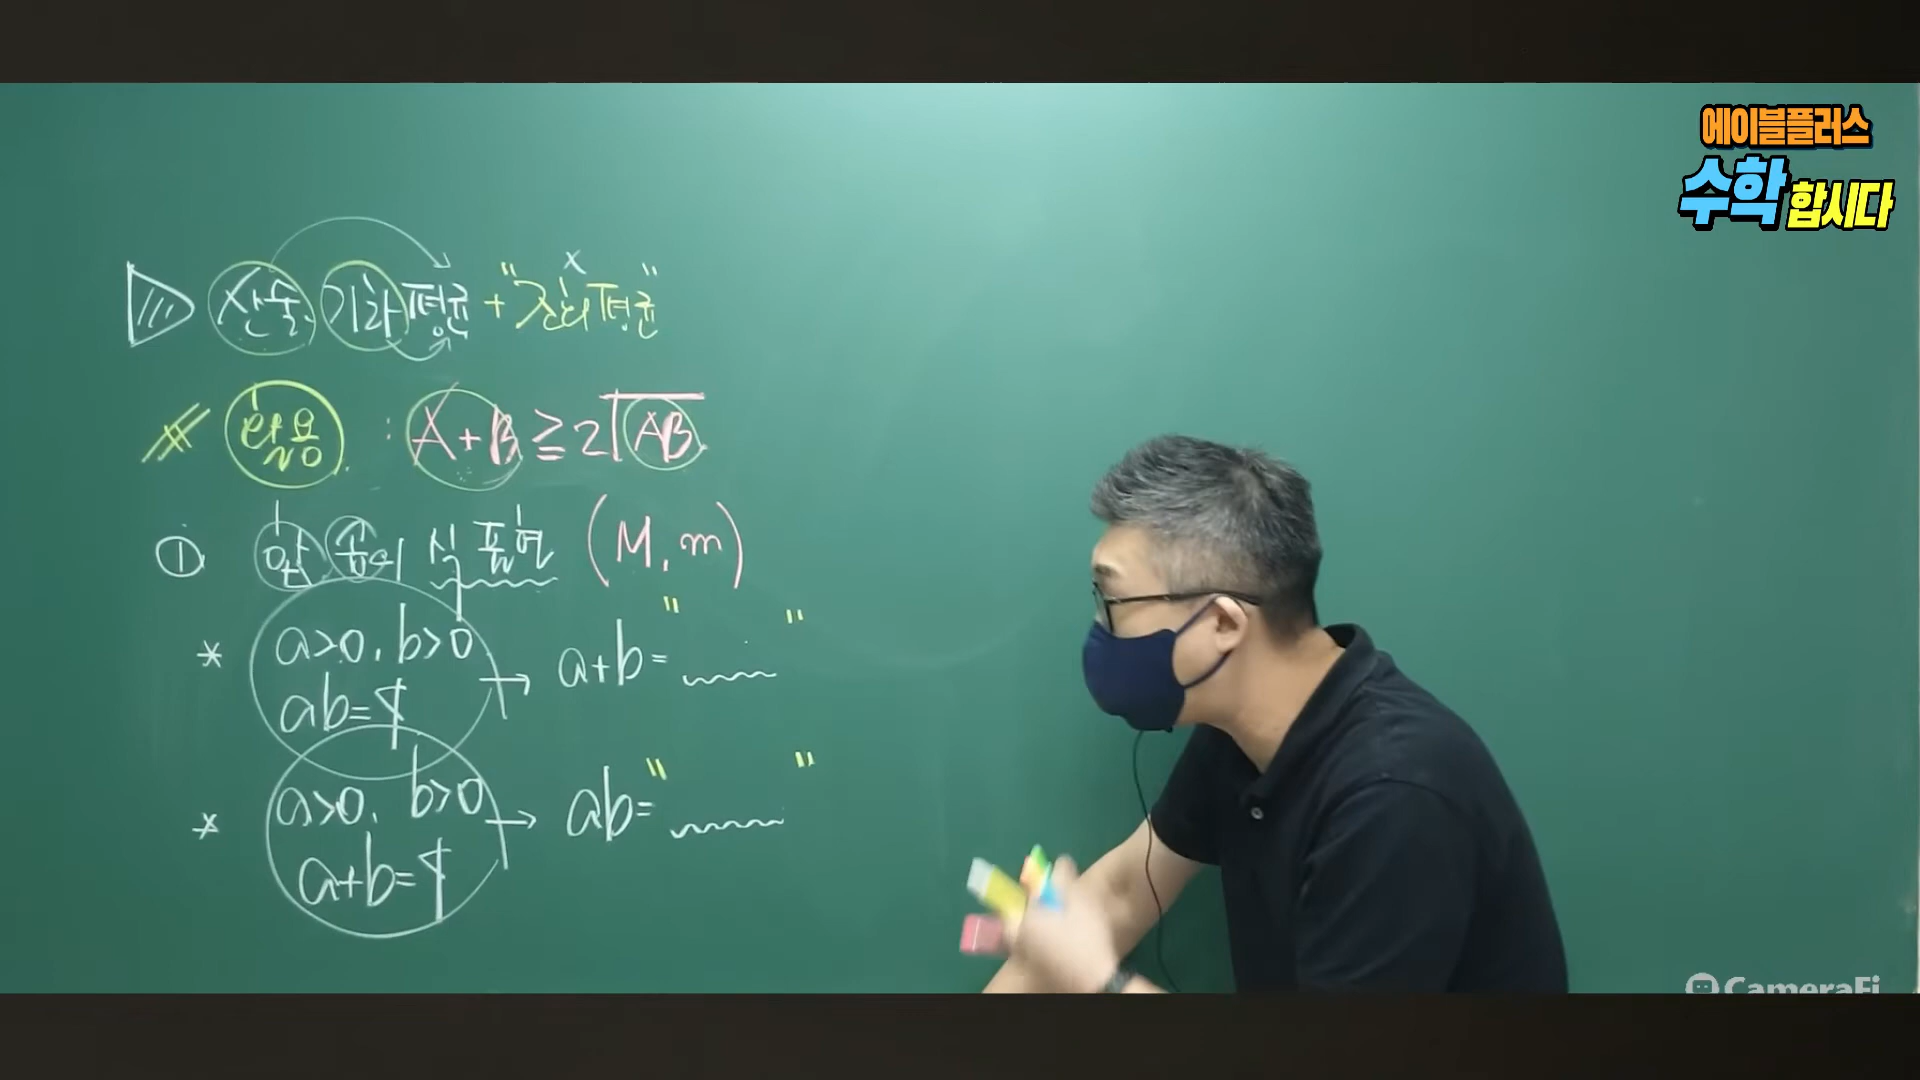 에이블플러스
수학 합시다
산술 기하 평균 + "조화평균"
x
활용 : A+B ≧ 2√AB
① 합 곱의 식 표현 (M, m)
* a>0, b>0
ab=4 → a+b= " "
* a>0, b>0
a+b=4 → ab= " "
CameraFi